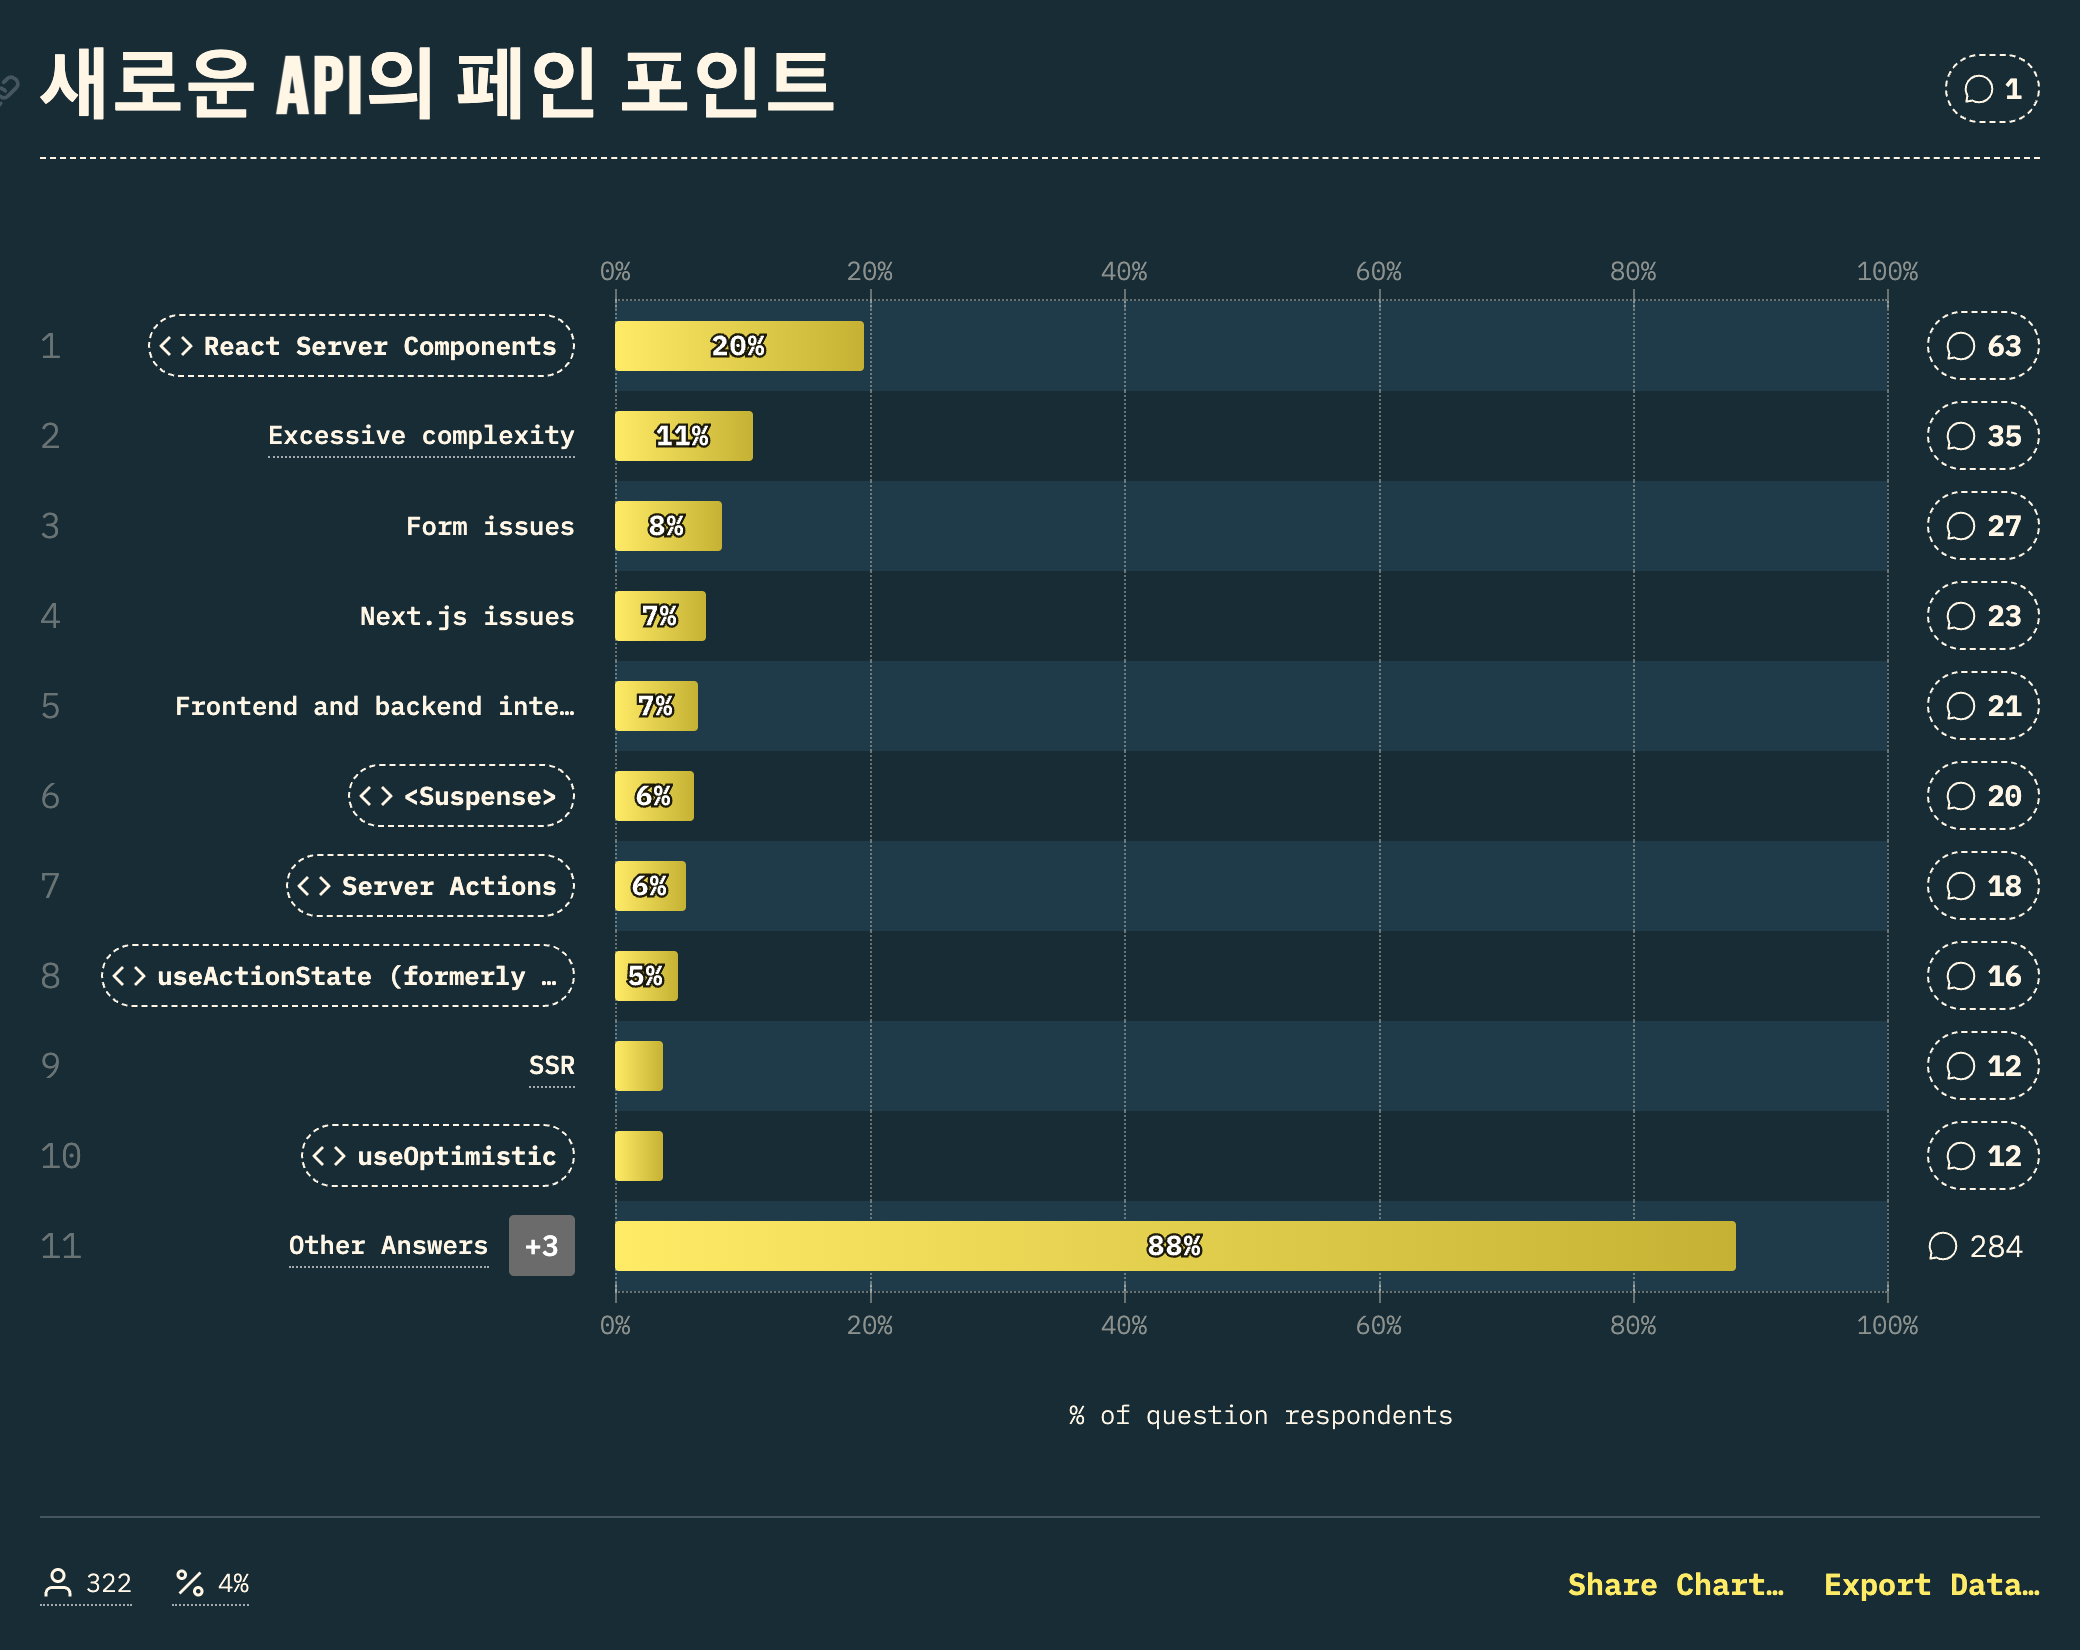 새로운 API의 페인 포인트
1
0% 20% 40% 60% 80% 100%
1 <> React Server Components 20% 63
2 Excessive complexity 11% 35
3 Form issues 8% 27
4 Next.js issues 7% 23
5 Frontend and backend inte… 7% 21
6 <> <Suspense> 6% 20
7 <> Server Actions 6% 18
8 <> useActionState (formerly … 5% 16
9 SSR 12
10 <> useOptimistic 12
11 Other Answers +3 88% 284
0% 20% 40% 60% 80% 100%
% of question respondents
322 % 4% Share Chart… Export Data…